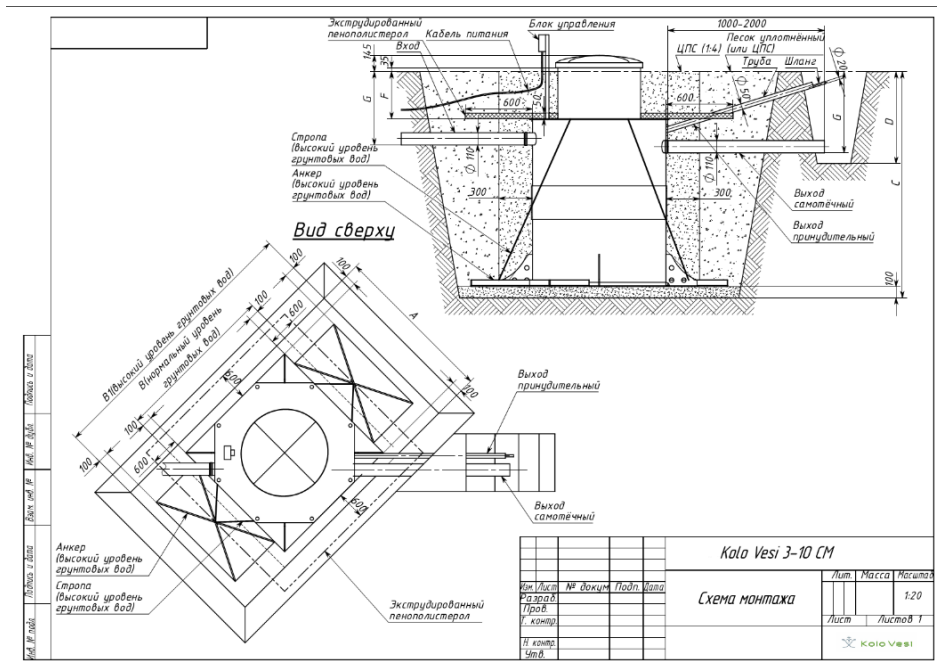 Экструдированный
пенополистерол
Кабель питания
Блок управления
Вход
1000-2000
Песок уплотнённый
ЦПС (1:4) (или ЦПС)
Труба
Шланг
145
35
G
F
600
50
600
∅ 50
∅ 20
G
D
C
Стропа
(высокий уровень
грунтовых вод)
∅ 110
∅ 110
Анкер
(высокий уровень
грунтовых вод)
300
300
Выход
самотёчный
Выход
принудительный
100
Вид сверху
100
100
100
600
A
B1(высокий уровень грунтовых вод)
B(нормальный уровень
грунтовых вод)
600
100
100
100
600
600
Выход
принудительный
Выход
самотёчный
Анкер
(высокий уровень
грунтовых вод)
Стропа
(высокий уровень
грунтовых вод)
Экструдированный
пенополистерол
Подпись и дата
Инв. № дубл.
Взам. инв. №
Подпись и дата
Инв. № подл.
Kolo Vesi 3-10 СМ
Схема монтажа
Изм. Лист № докум. Подп. Дата
Разраб.
Пров.
Т. контр.
Н. контр.
Утв.
Лит. Масса Масштаб
1:20
Лист Листов 1
Kolo Vesi